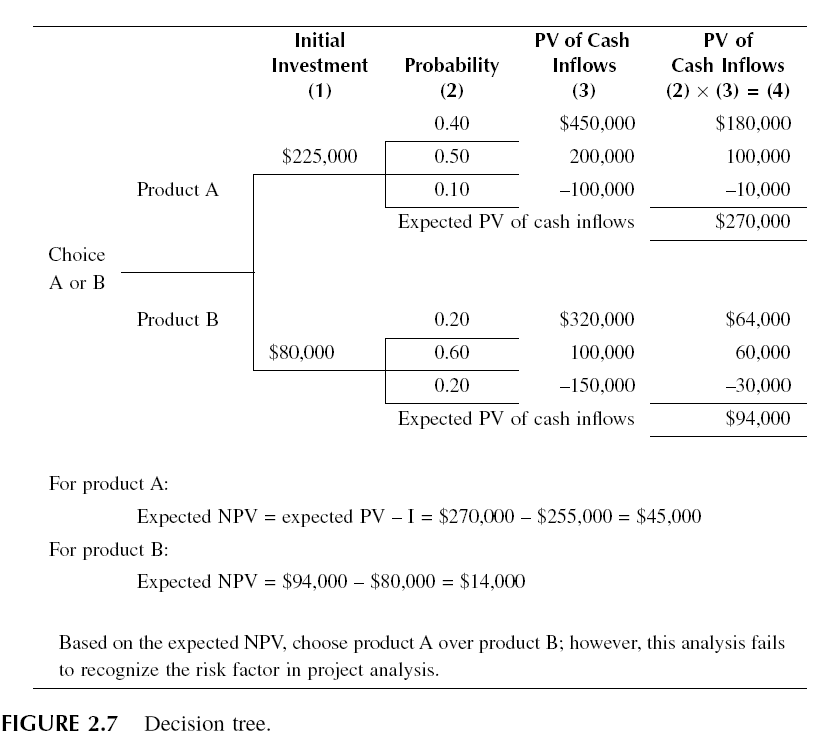 Initial PV of Cash PV of
Investment Probability Inflows Cash Inflows
(1) (2) (3) (2) × (3) = (4)
0.40 $450,000 $180,000
$225,000 0.50 200,000 100,000
Product A 0.10 –100,000 –10,000
Expected PV of cash inflows $270,000
Choice
A or B
Product B 0.20 $320,000 $64,000
$80,000 0.60 100,000 60,000
0.20 –150,000 –30,000
Expected PV of cash inflows $94,000
For product A:
Expected NPV = expected PV – I = $270,000 – $255,000 = $45,000
For product B:
Expected NPV = $94,000 – $80,000 = $14,000
Based on the expected NPV, choose product A over product B; however, this analysis fails
to recognize the risk factor in project analysis.
FIGURE 2.7 Decision tree.